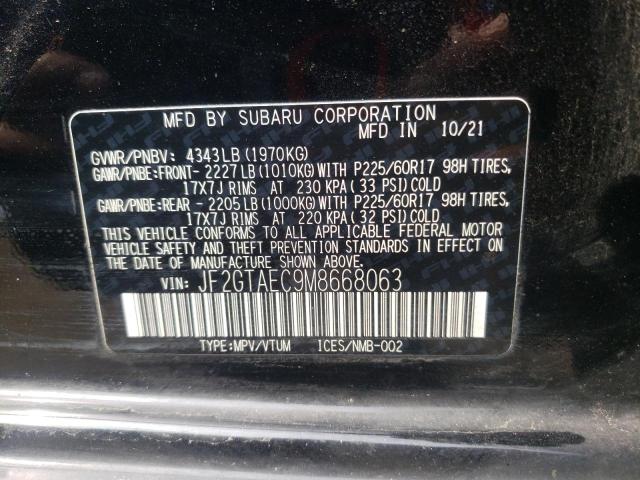 MFD BY SUBARU CORPORATION
MFD IN 10/21
GVWR/PNBV: 4343LB (1970KG)
GAWR/PNBE:FRONT- 2227 LB (1010KG) WITH P225/60R17 98H TIRES,
17X7J RIMS AT 230 KPA (33 PSI) COLD
GAWR/PNBE:REAR - 2205 LB (1000KG) WITH P225/60R17 98H TIRES,
17X7J RIMS AT 220 KPA (32 PSI) COLD
THIS VEHICLE CONFORMS TO ALL APPLICABLE FEDERAL MOTOR
VEHICLE SAFETY AND THEFT PREVENTION STANDARDS IN EFFECT
ON THE DATE OF MANUFACTURE SHOWN ABOVE.
VIN: JF2GTAEC9M8668063
TYPE:MPV/VTUM ICES/NMB-002